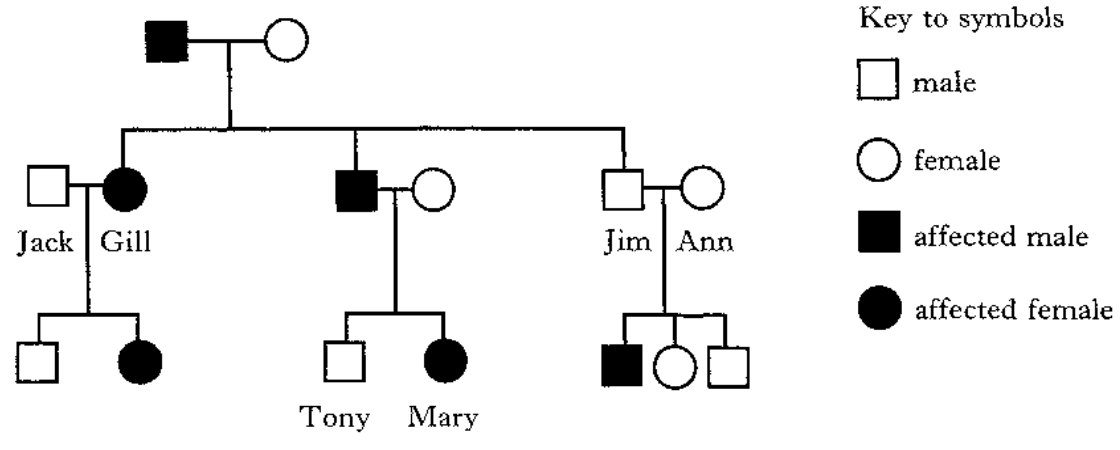 Key to symbols
male
female
affected male
affected female
Jack Gill
Jim Ann
Tony Mary